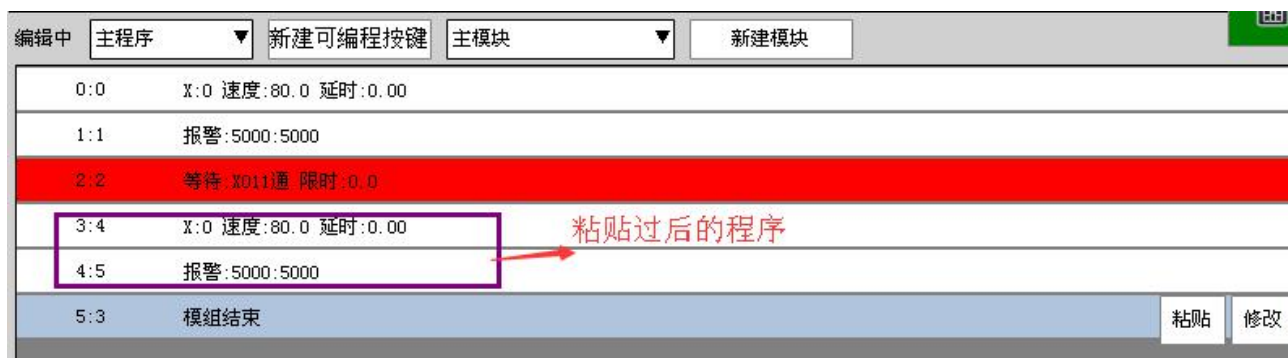 编辑中 主程序 ▼ 新建可编程按键 主模块 ▼ 新建模块
0:0 X:0 速度:80.0 延时:0.00
1:1 报警:5000:5000
2:2 等待:X011通 限时:0.0
3:4 X:0 速度:80.0 延时:0.00
粘贴过后的程序
4:5 报警:5000:5000
5:3 模组结束 粘贴 修改